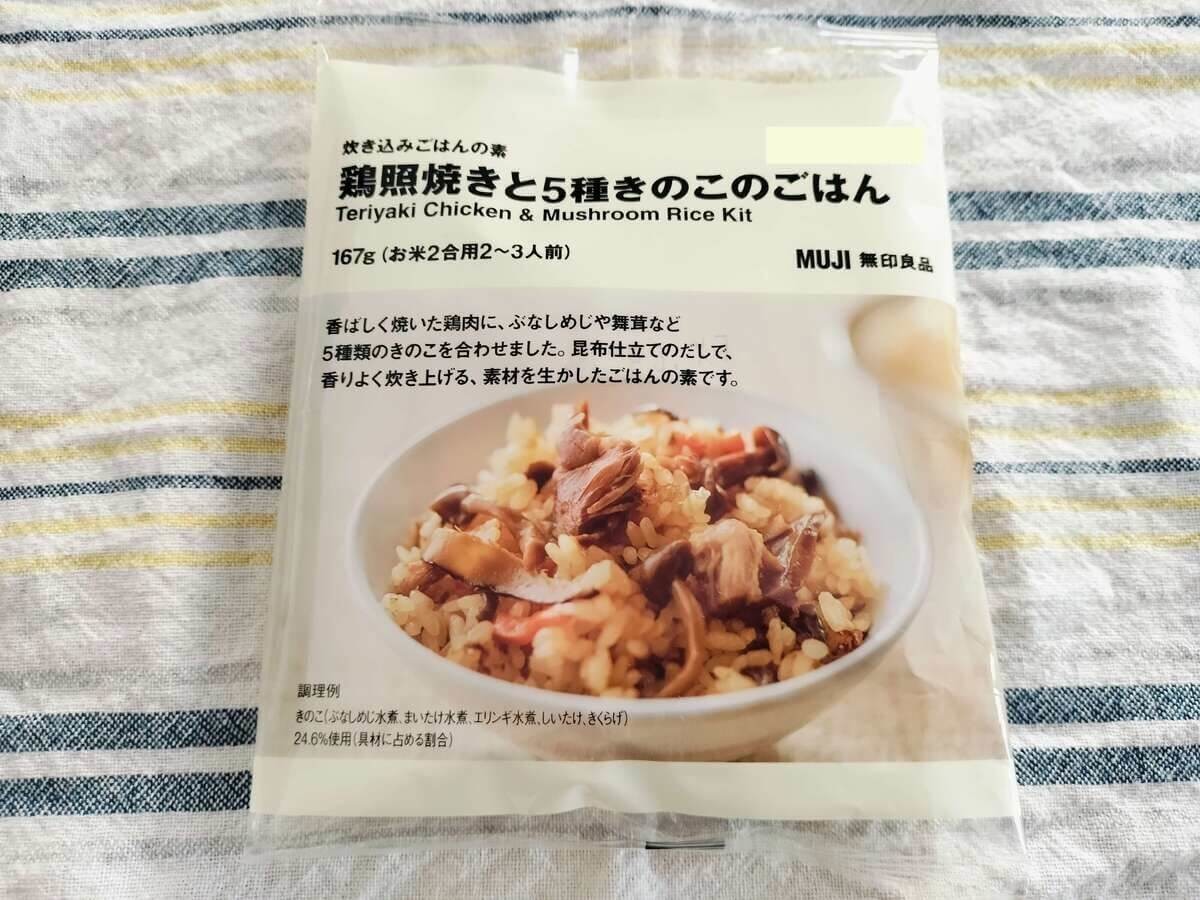 炊き込みごはんの素
鶏照焼きと5種きのこのごはん
Teriyaki Chicken & Mushroom Rice Kit
167g(お米2合用2〜3人前)
MUJI 無印良品
香ばしく焼いた鶏肉に、ぶなしめじや舞茸など
5種類のきのこを合わせました。昆布仕立てのだしで、
香りよく炊き上げる、素材を生かしたごはんの素です。
調理例
きのこ(ぶなしめじ水煮、まいたけ水煮、エリンギ水煮、しいたけ、きくらげ)
24.6%使用(具材に占める割合)